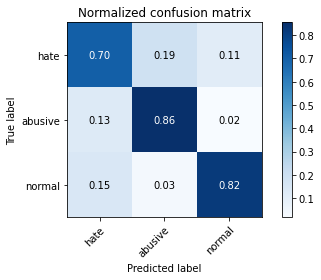 Normalized confusion matrix
hate 0.70 0.19 0.11
abusive 0.13 0.86 0.02
normal 0.15 0.03 0.82
hate abusive normal
True label
Predicted label
0.8
0.7
0.6
0.5
0.4
0.3
0.2
0.1